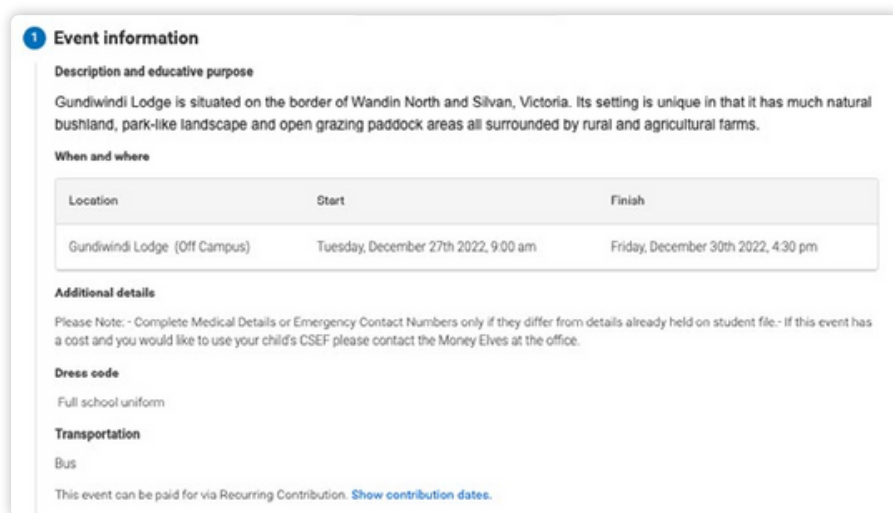 1 Event information
Description and educative purpose
Gundiwindi Lodge is situated on the border of Wandin North and Silvan, Victoria. Its setting is unique in that it has much natural
bushland, park-like landscape and open grazing paddock areas all surrounded by rural and agricultural farms.
When and where
Location Start Finish
Gundiwindi Lodge (Off Campus) Tuesday, December 27th 2022, 9:00 am Friday, December 30th 2022, 4:30 pm
Additional details
Please Note: - Complete Medical Details or Emergency Contact Numbers only if they differ from details already held on student file.- If this event has
a cost and you would like to use your child's CSEF please contact the Money Elves at the office.
Dress code
Full school uniform
Transportation
Bus
This event can be paid for via Recurring Contribution. Show contribution dates.